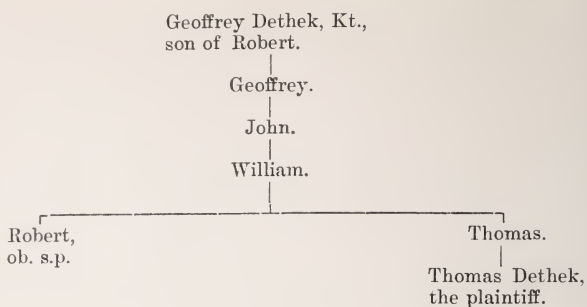 Geoffrey Dethek, Kt.,
son of Robert.
Geoffrey.
John.
William.
Robert,
ob. s.p.
Thomas.
Thomas Dethek,
the plaintiff.